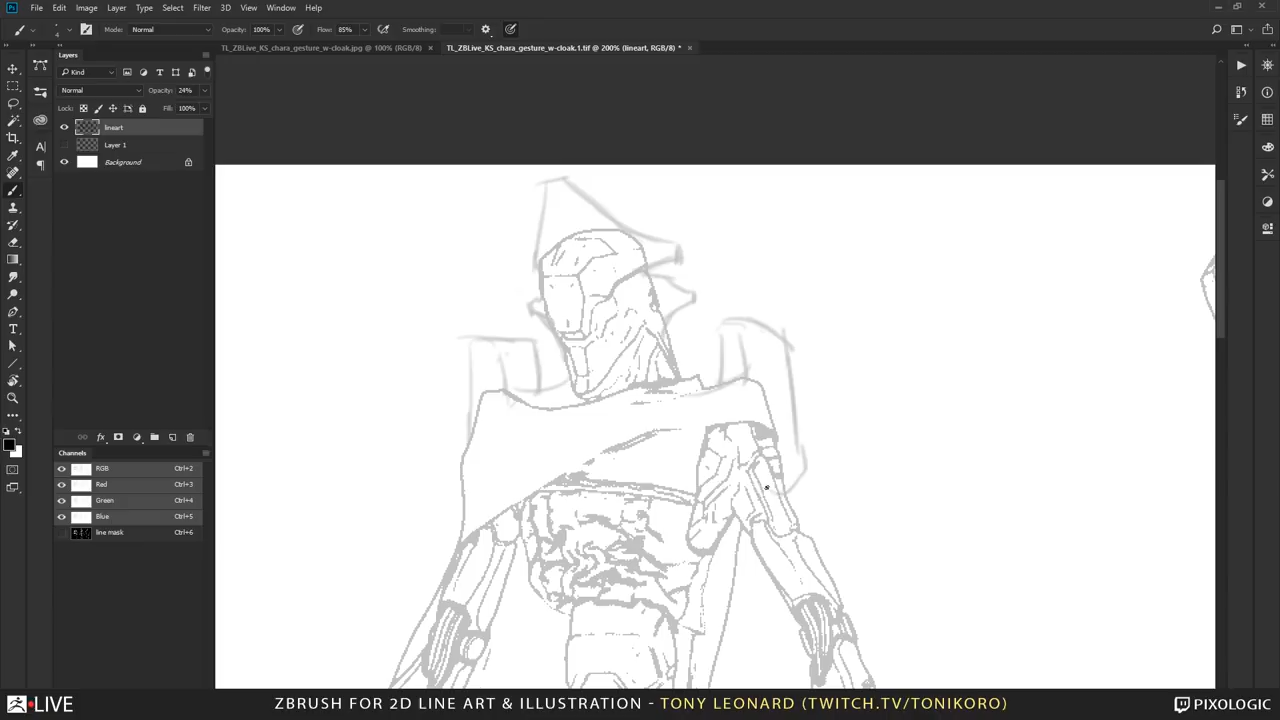 Ps File Edit Image Layer Type Select Filter 3D View Window Help
4 Mode: Normal Opacity: 100% Flow: 85% Smoothing:
TL_ZBLive_KS_chara_gesture_w-cloak.jpg @ 100% (RGB/8) TL_ZBLive_KS_chara_gesture_w-cloak.1.tif @ 200% (lineart, RGB/8) *
Layers
Kind
Normal Opacity: 24%
Lock: Fill: 100%
lineart
Layer 1
Background
fx
Channels
RGB Ctrl+2
Red Ctrl+3
Green Ctrl+4
Blue Ctrl+5
line mask Ctrl+6
LIVE ZBRUSH FOR 2D LINE ART & ILLUSTRATION - TONY LEONARD (TWITCH.TV/TONIKORO) PIXOLOGIC